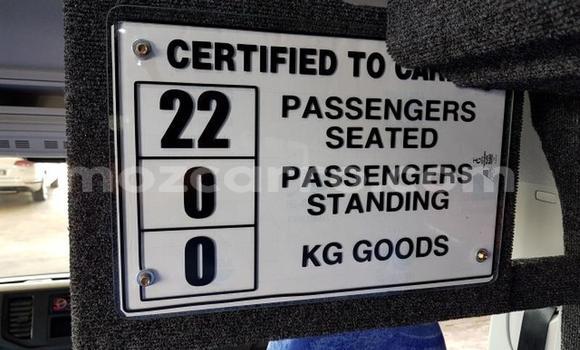 CERTIFIED TO
22
PASSENGERS
SEATED
0
PASSENGERS
STANDING
0
KG GOODS